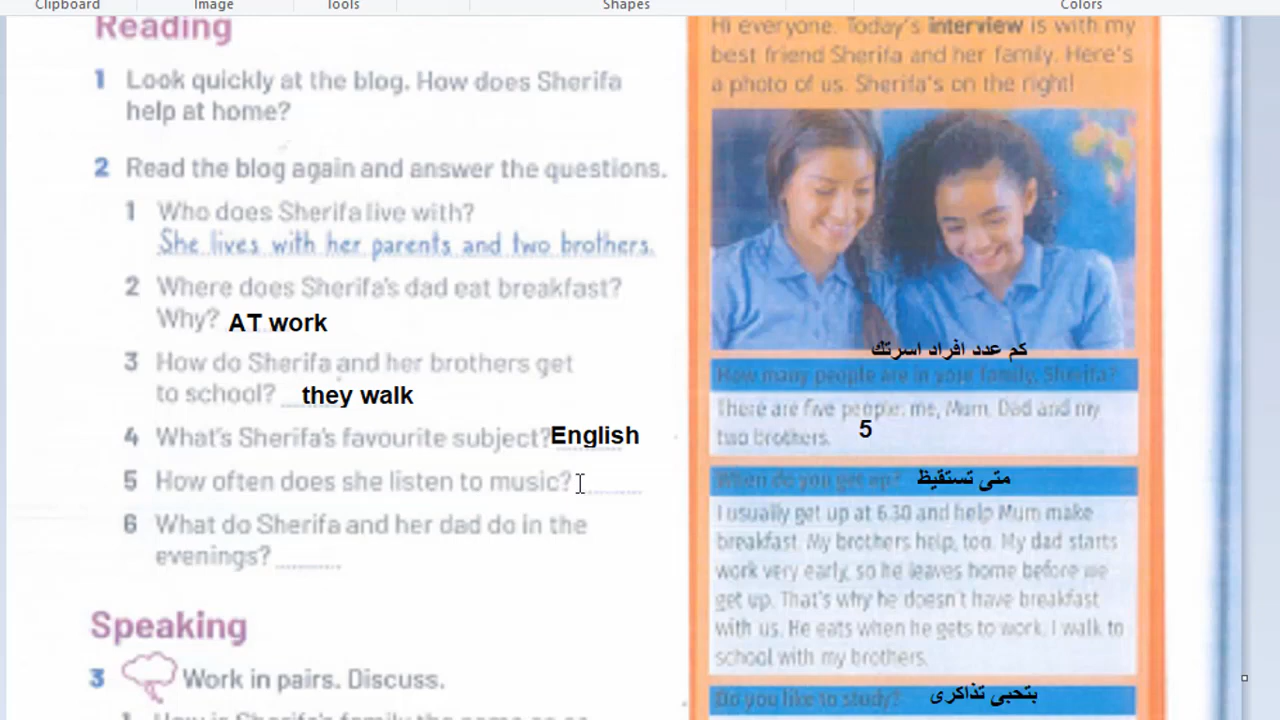 Clipboard
Image
Tools
Shapes
Colors
Reading
1 Look quickly at the blog. How does Sherifa
help at home?
2 Read the blog again and answer the questions.
1 Who does Sherifa live with?
She lives with her parents and two brothers.
2 Where does Sherifa's dad eat breakfast?
Why? AT work
3 How do Sherifa and her brothers get
to school? they walk
4 What's Sherifa's favourite subject? English
5 How often does she listen to music?
6 What do Sherifa and her dad do in the
evenings?
Speaking
3 Work in pairs. Discuss.
1 How is Sherifa's family the same as or
Hi everyone. Today's interview is with my
best friend Sherifa and her family. Here's
a photo of us. Sherifa's on the right!
كم عدد افراد اسرتك
How many people are in your family, Sherifa?
There are five people: me, Mum, Dad and my
two brothers. 5
When do you get up? متى تستقيظ
I usually get up at 6.30 and help Mum make
breakfast. My brothers help, too. My dad starts
work very early, so he leaves home before we
get up. That's why he doesn't have breakfast
with us. He eats when he gets to work. I walk to
school with my brothers.
Do you like to study? بتحبى تذاكرى